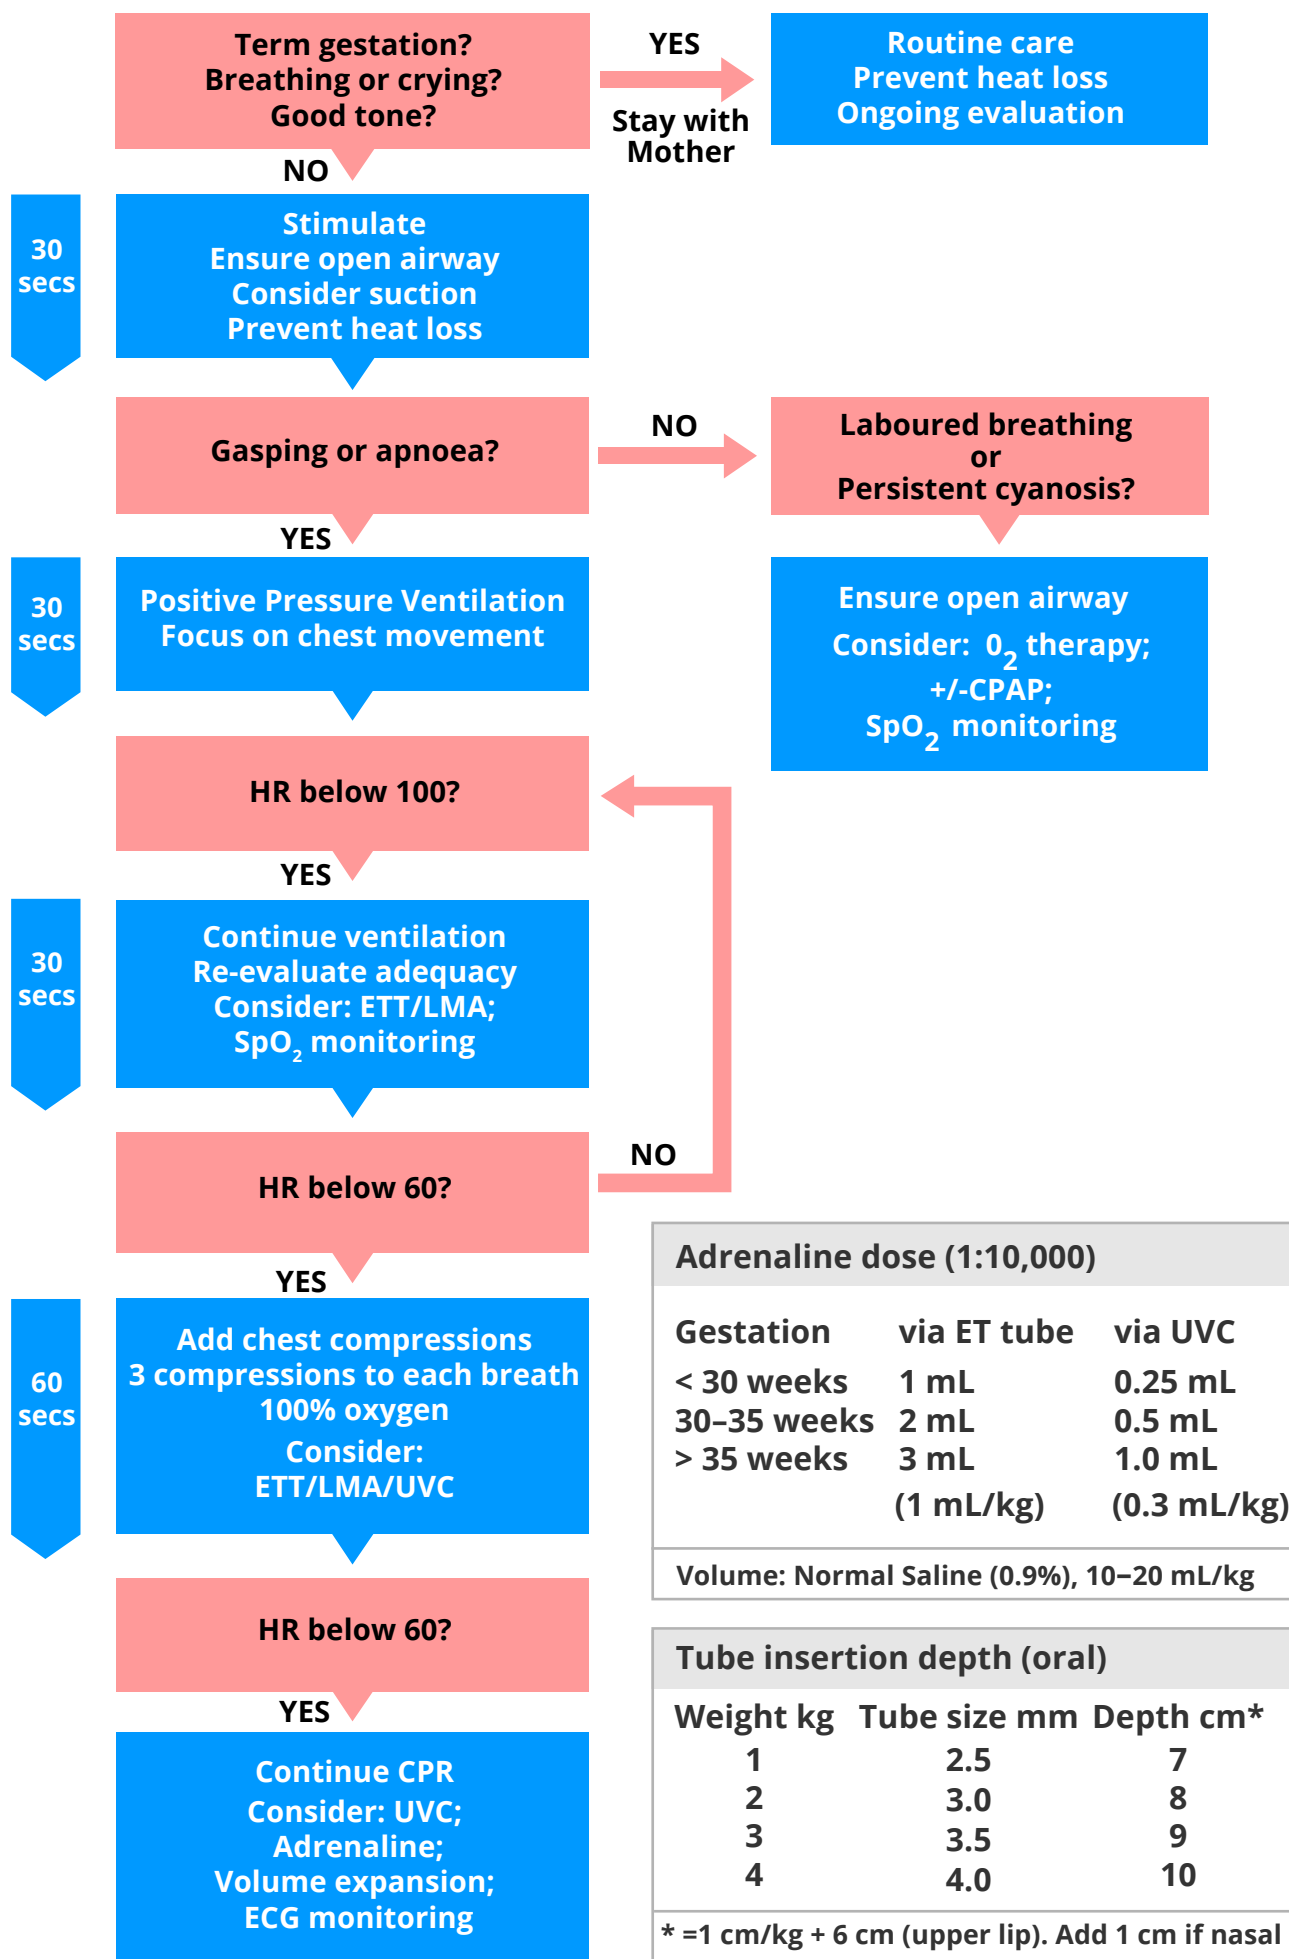 Term gestation?
Breathing or crying?
Good tone?
YES
Stay with
Mother
Routine care
Prevent heat loss
Ongoing evaluation
NO
30
secs
Stimulate
Ensure open airway
Consider suction
Prevent heat loss
Gasping or apnoea?
NO
Laboured breathing
or
Persistent cyanosis?
YES
30
secs
Positive Pressure Ventilation
Focus on chest movement
Ensure open airway
Consider: 0₂ therapy;
+/-CPAP;
SpO₂ monitoring
HR below 100?
YES
30
secs
Continue ventilation
Re-evaluate adequacy
Consider: ETT/LMA;
SpO₂ monitoring
HR below 60?
NO
YES
60
secs
Add chest compressions
3 compressions to each breath
100% oxygen
Consider:
ETT/LMA/UVC
HR below 60?
YES
Continue CPR
Consider: UVC;
Adrenaline;
Volume expansion;
ECG monitoring
Adrenaline dose (1:10,000)
Gestation via ET tube via UVC
< 30 weeks 1 mL 0.25 mL
30–35 weeks 2 mL 0.5 mL
> 35 weeks 3 mL 1.0 mL
(1 mL/kg) (0.3 mL/kg)
Volume: Normal Saline (0.9%), 10–20 mL/kg
Tube insertion depth (oral)
Weight kg Tube size mm Depth cm*
1 2.5 7
2 3.0 8
3 3.5 9
4 4.0 10
* =1 cm/kg + 6 cm (upper lip). Add 1 cm if nasal